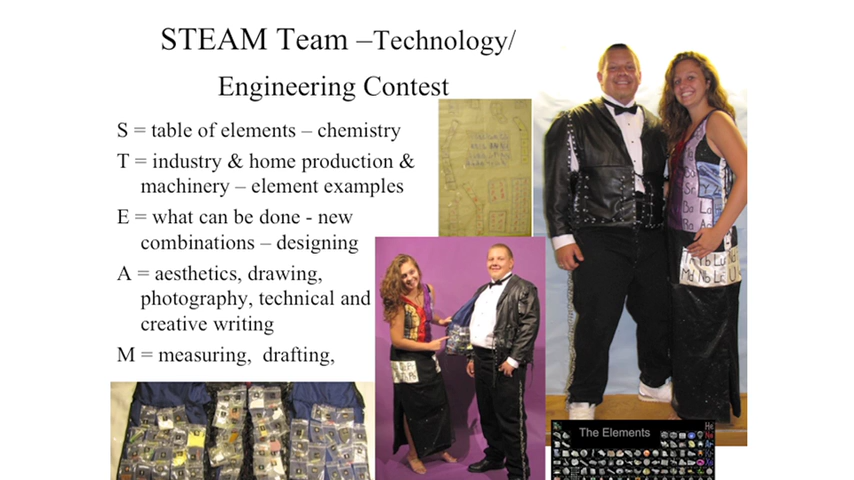 STEAM Team –Technology/
Engineering Contest
S = table of elements – chemistry
T = industry & home production &
machinery – element examples
E = what can be done - new
combinations – designing
A = aesthetics, drawing,
photography, technical and
creative writing
M = measuring,  drafting,
The Elements